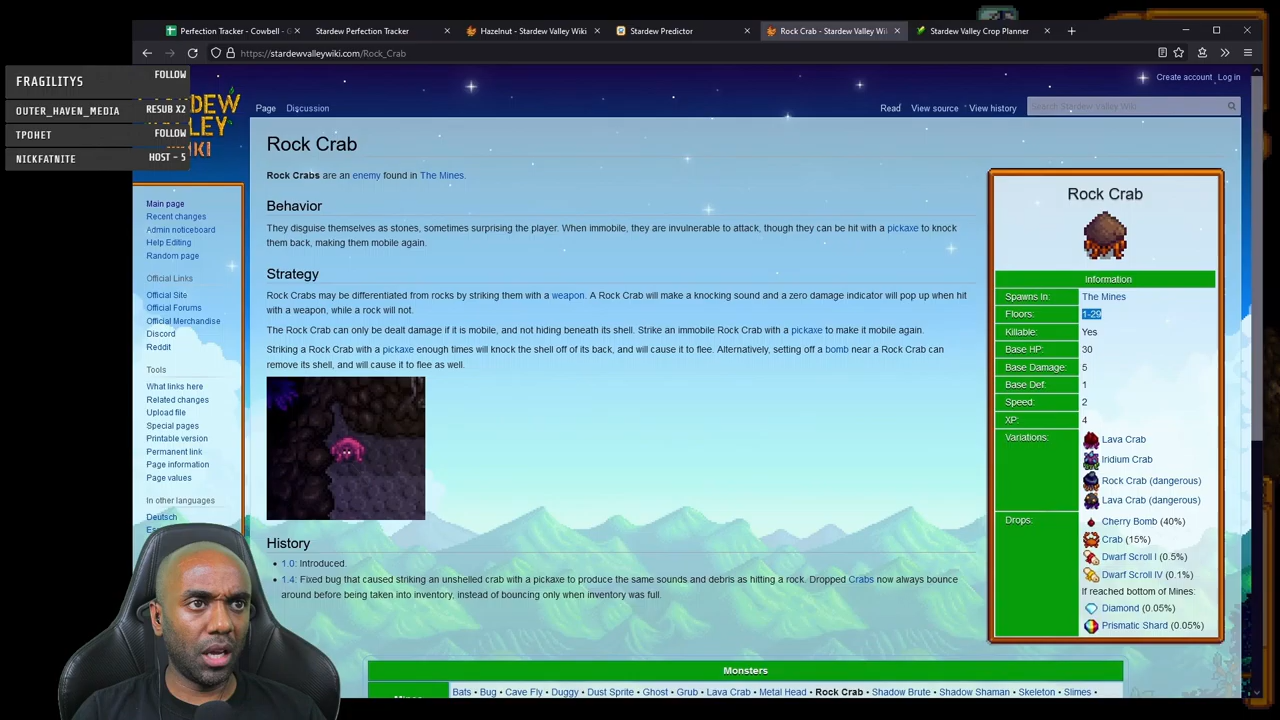 Perfection Tracker - Cowbell - G
Stardew Perfection Tracker
Hazelnut - Stardew Valley Wiki
Stardew Predictor
Rock Crab - Stardew Valley Wi
Stardew Valley Crop Planner
https://stardewvalleywiki.com/Rock_Crab
FRAGILITYS FOLLOW
OUTER_HAVEN_MEDIA RESUB X2
TPOHET FOLLOW
NICKFATNITE HOST - 5
Create account Log in
Page Discussion
Read View source View history
Search Stardew Valley Wiki
Main page
Recent changes
Admin noticeboard
Help Editing
Random page
Official Links
Official Site
Official Forums
Official Merchandise
Discord
Reddit
Tools
What links here
Related changes
Upload file
Special pages
Printable version
Permanent link
Page information
Page values
In other languages
Deutsch
Rock Crab
Rock Crabs are an enemy found in The Mines.
Behavior
They disguise themselves as stones, sometimes surprising the player. When immobile, they are invulnerable to attack, though they can be hit with a pickaxe to knock
them back, making them mobile again.
Strategy
Rock Crabs may be differentiated from rocks by striking them with a weapon. A Rock Crab will make a knocking sound and a zero damage indicator will pop up when hit
with a weapon, while a rock will not.
The Rock Crab can only be dealt damage if it is mobile, and not hiding beneath its shell. Strike an immobile Rock Crab with a pickaxe to make it mobile again.
Striking a Rock Crab with a pickaxe enough times will knock the shell off of its back, and will cause it to flee. Alternatively, setting off a bomb near a Rock Crab can
remove its shell, and will cause it to flee as well.
History
• 1.0: Introduced.
• 1.4: Fixed bug that caused striking an unshelled crab with a pickaxe to produce the same sounds and debris as hitting a rock. Dropped Crabs now always bounce
around before being taken into inventory, instead of bouncing only when inventory was full.
Rock Crab
Information
Spawns In: The Mines
Floors: 1-29
Killable: Yes
Base HP: 30
Base Damage: 5
Base Def: 1
Speed: 2
XP: 4
Variations: Lava Crab
Iridium Crab
Rock Crab (dangerous)
Lava Crab (dangerous)
Drops: Cherry Bomb (40%)
Crab (15%)
Dwarf Scroll I (0.5%)
Dwarf Scroll IV (0.1%)
If reached bottom of Mines:
Diamond (0.05%)
Prismatic Shard (0.05%)
Monsters
Bats • Bug • Cave Fly • Duggy • Dust Sprite • Ghost • Grub • Lava Crab • Metal Head • Rock Crab • Shadow Brute • Shadow Shaman • Skeleton • Slimes •